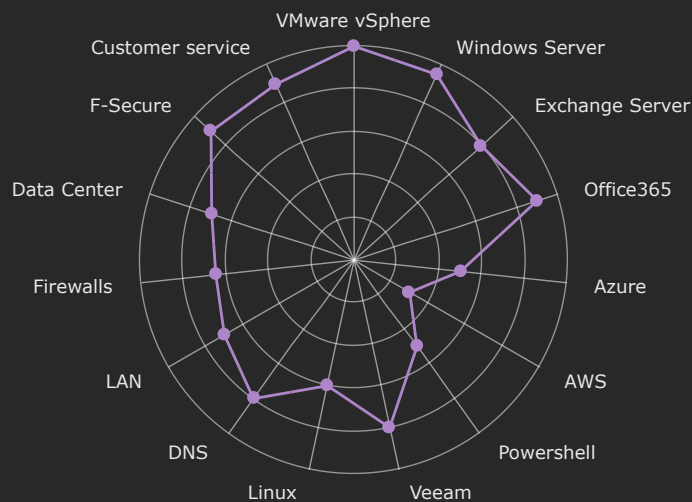 VMware vSphere
Customer service
Windows Server
F-Secure
Exchange Server
Data Center
Office365
Firewalls
Azure
LAN
AWS
DNS
Powershell
Linux
Veeam